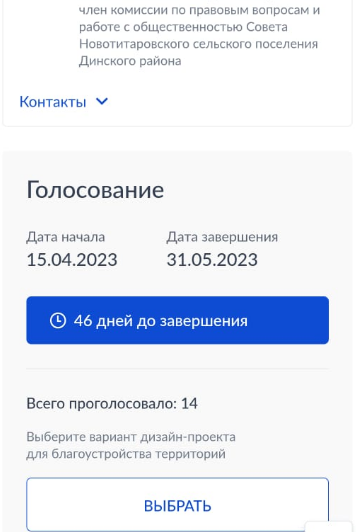 член комиссии по правовым вопросам и
работе с общественностью Совета
Новотитаровского сельского поселения
Динского района
Контакты
Голосование
Дата начала
15.04.2023
Дата завершения
31.05.2023
46 дней до завершения
Всего проголосовало: 14
Выберите вариант дизайн-проекта
для благоустройства территорий
ВЫБРАТЬ